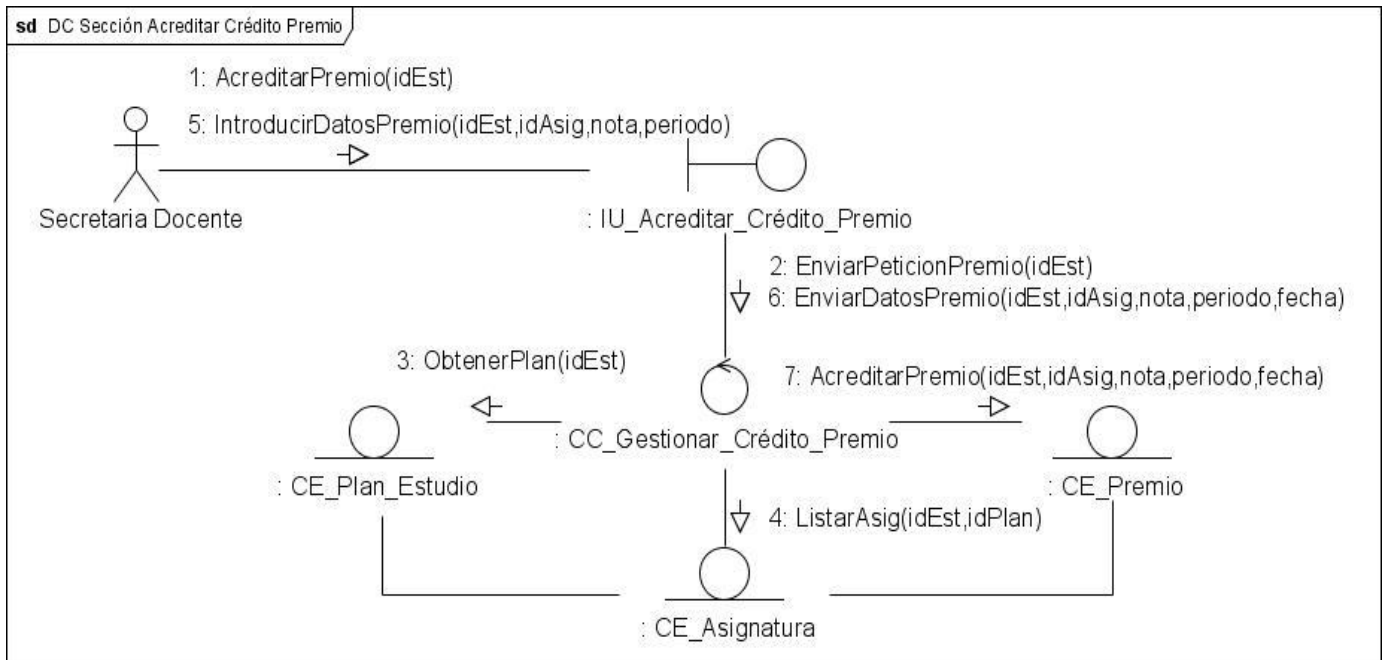 sd DC Sección Acreditar Crédito Premio
1: AcreditarPremio(idEst)
5: IntroducirDatosPremio(idEst,idAsig,nota,periodo)
Secretaria Docente
: IU_Acreditar_Crédito_Premio
2: EnviarPeticionPremio(idEst)
6: EnviarDatosPremio(idEst,idAsig,nota,periodo,fecha)
3: ObtenerPlan(idEst)
7: AcreditarPremio(idEst,idAsig,nota,periodo,fecha)
: CC_Gestionar_Crédito_Premio
: CE_Plan_Estudio
: CE_Premio
4: ListarAsig(idEst,idPlan)
: CE_Asignatura